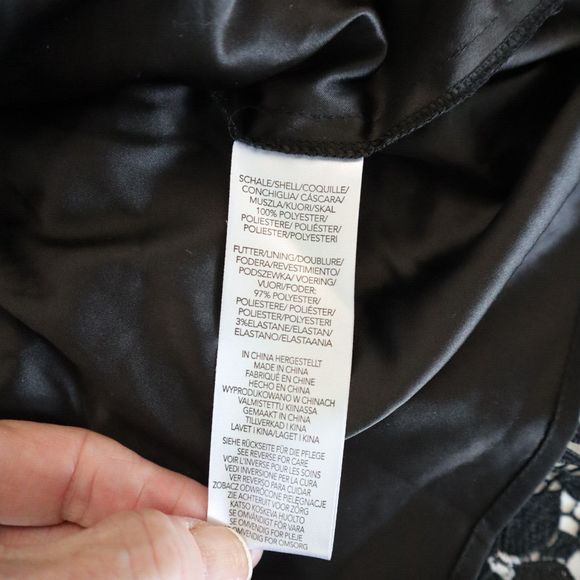 SCHALE/SHELL/COQUILLE/
CONCHIGLIA/ CÁSCARA/
MUSZLA/KUORI/SKAL
100% POLYESTER/
POLIESTERE/ POLIÉSTER/
POLIESTER/POLYESTERI
FUTTER/LINING/DOUBLURE/
FODERA/REVESTIMIENTO/
PODSZEWKA/ VOERING/
VUORI/FODER:
97% POLYESTER/
POLIESTERE/ POLIÉSTER/
POLIESTER/POLYESTERI
3%ELASTANE/ELASTAN/
ELASTANO/ELASTAANIA
IN CHINA HERGESTELLT
MADE IN CHINA
FABRIQUÉ EN CHINE
HECHO EN CHINA
WYPRODUKOWANO W CHINACH
VALMISTETTU KIINASSA
GEMAAKT IN CHINA
TILLVERKAD I KINA
LAVET I KINA/LAGET I KINA
SIEHE RÜCKSEITE FÜR DIE PFLEGE
SEE REVERSE FOR CARE
VOIR L'INVERSE POUR LES SOINS
VEDI INVERSIONE PER LA CURA
VER REVERSO PARA CUIDAR
ZOBACZ ODWRÓCONE PIELĘGNACJE
ZIE ACHTERUIT VOOR ZORG
KATSO KOSKEVA HUOLTO
SE OMVÄNDIGT FÖR VARA
SE OMVENDT FOR PLEJE
OMVENDT FOR OMSORG